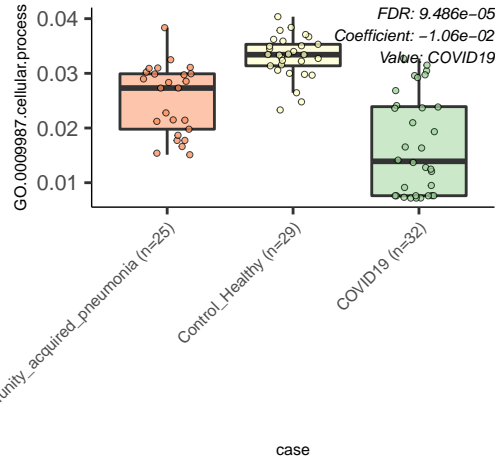 FDR: 9.486e−05
Coefficient: −1.06e−02
Value: COVID19
GO.0009987.cellular.process
0.04
0.03
0.02
0.01
unity_acquired_pneumonia (n=25)
Control_Healthy (n=29)
COVID19 (n=32)
case